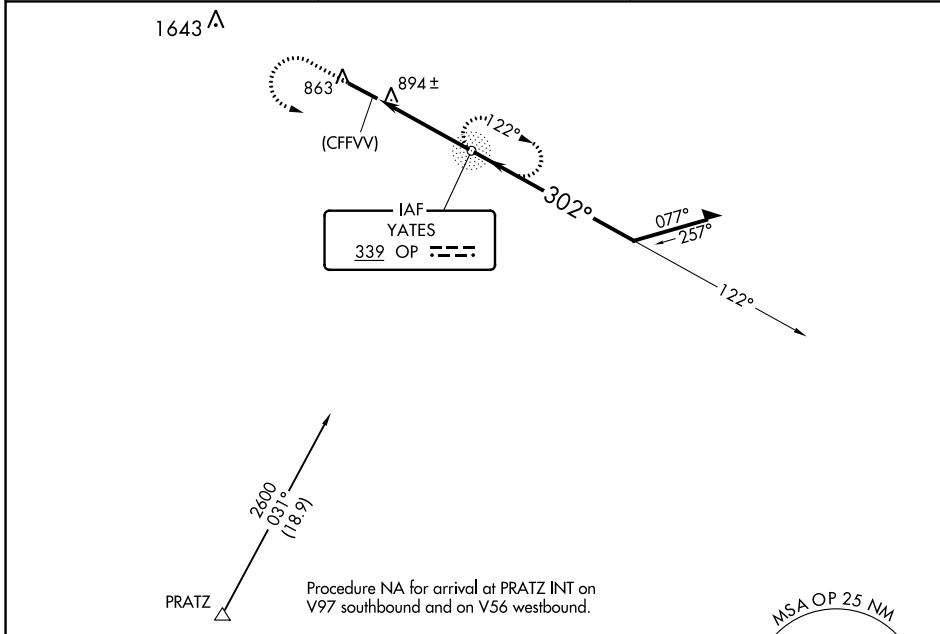 1643
863
894±
(CFFVV)
122°
IAF
YATES
339 OP
302°
077°
257°
122°
2600
031°
(18.9)
PRATZ
Procedure NA for arrival at PRATZ INT on
V97 southbound and on V56 westbound.
MSA OP 25 NM